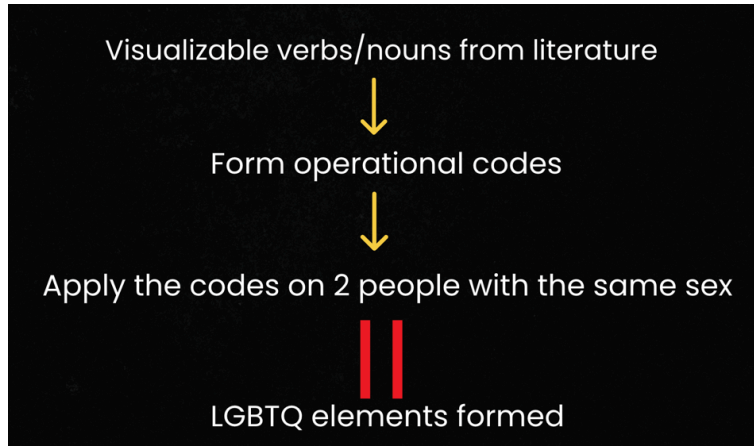 Visualizable verbs/nouns from literature
Form operational codes
Apply the codes on 2 people with the same sex
LGBTQ elements formed